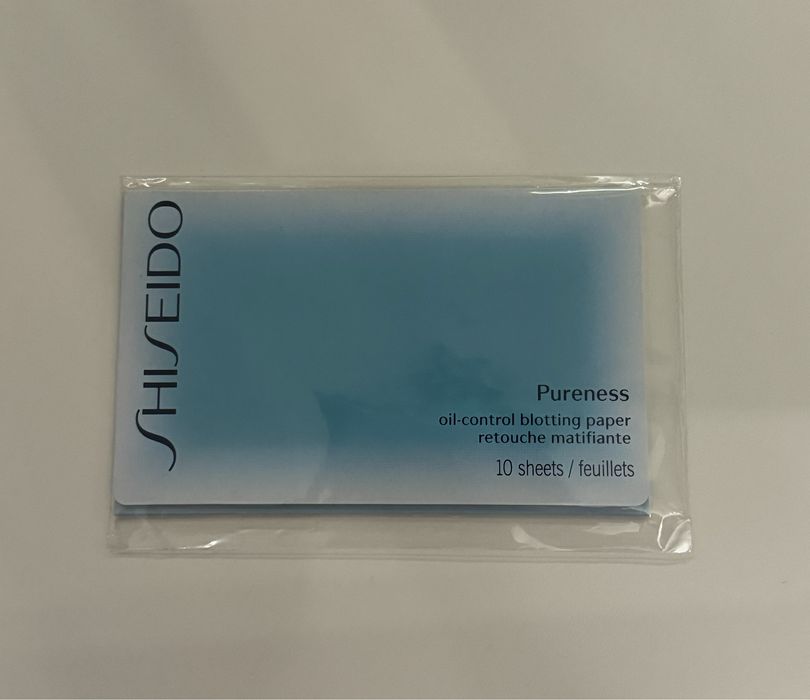 SHISEIDO
Pureness
oil-control blotting paper
retouche matifiante
10 sheets / feuillets